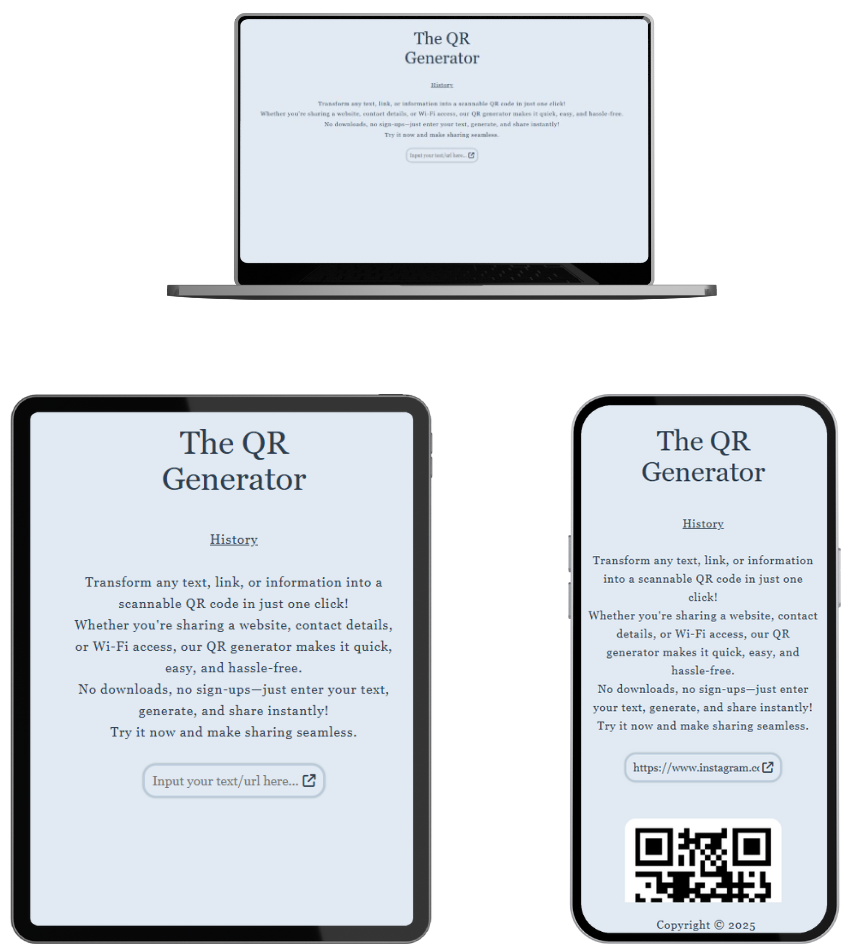 The QR
Generator
History
Transform any text, link, or information into a scannable QR code in just one click!
Whether you're sharing a website, contact details, or Wi-Fi access, our QR generator makes it quick, easy, and hassle-free.
No downloads, no sign-ups—just enter your text, generate, and share instantly!
Try it now and make sharing seamless.
Input your text/url here...
The QR
Generator
History
Transform any text, link, or information into a
scannable QR code in just one click!
Whether you're sharing a website, contact details,
or Wi-Fi access, our QR generator makes it quick,
easy, and hassle-free.
No downloads, no sign-ups—just enter your text,
generate, and share instantly!
Try it now and make sharing seamless.
Input your text/url here...
The QR
Generator
History
Transform any text, link, or information
into a scannable QR code in just one
click!
Whether you're sharing a website, contact
details, or Wi-Fi access, our QR
generator makes it quick, easy, and
hassle-free.
No downloads, no sign-ups—just enter
your text, generate, and share instantly!
Try it now and make sharing seamless.
https://www.instagram.cc
Copyright © 2025